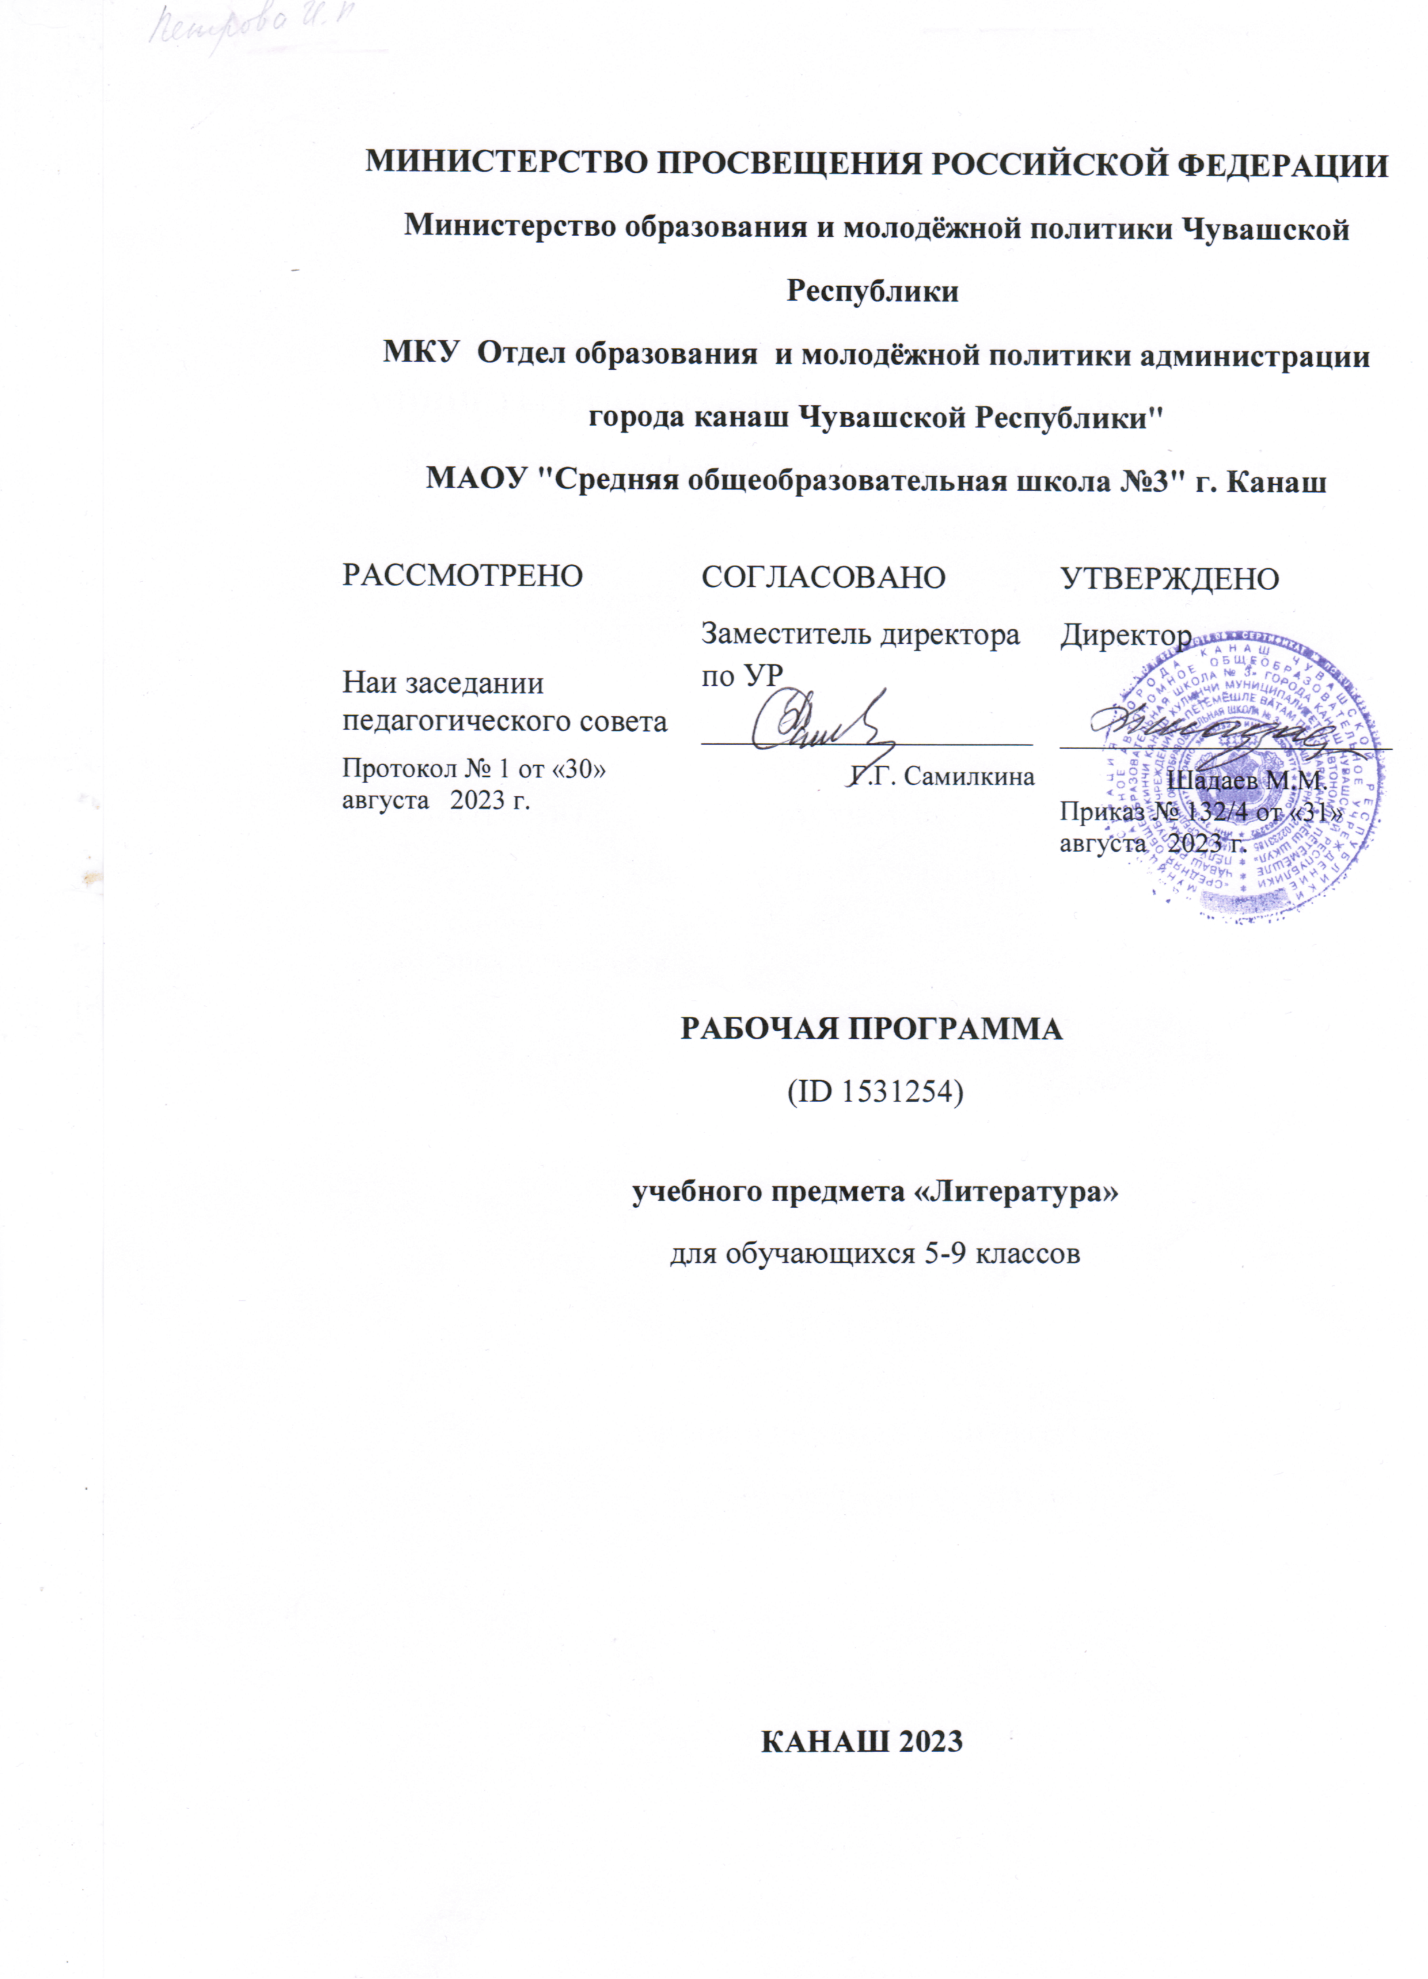 Петрова И.П
МИНИСТЕРСТВО ПРОСВЕЩЕНИЯ РОССИЙСКОЙ ФЕДЕРАЦИИ
Министерство образования и молодёжной политики Чувашской
Республики
МКУ  Отдел образования  и молодёжной политики администрации
города канаш Чувашской Республики"
МАОУ "Средняя общеобразовательная школа №3" г. Канаш
РАССМОТРЕНО
Наи заседании
педагогического совета
Протокол № 1 от «30»
августа   2023 г.
СОГЛАСОВАНО
Заместитель директора
по УР
Г.Г. Самилкина
УТВЕРЖДЕНО
Директор
Шадаев М.М.
Приказ № 132/4 от «31»
августа   2023 г.
РАБОЧАЯ ПРОГРАММА
(ID 1531254)
учебного предмета «Литература»
для обучающихся 5-9 классов
КАНАШ 2023